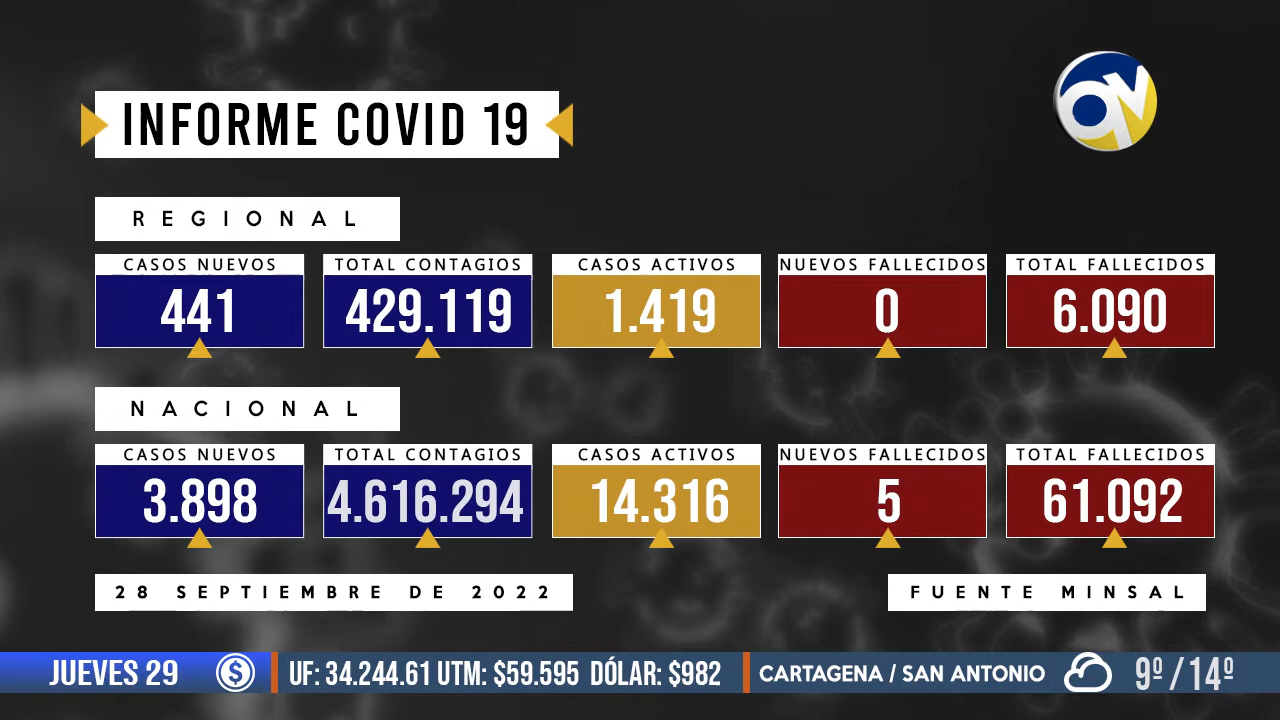 INFORME COVID 19
REGIONAL
CASOS NUEVOS TOTAL CONTAGIOS CASOS ACTIVOS NUEVOS FALLECIDOS TOTAL FALLECIDOS
441 429.119 1.419 0 6.090
NACIONAL
CASOS NUEVOS TOTAL CONTAGIOS CASOS ACTIVOS NUEVOS FALLECIDOS TOTAL FALLECIDOS
3.898 4.616.294 14.316 5 61.092
28 SEPTIEMBRE DE 2022 FUENTE MINSAL
JUEVES 29 $ UF: 34.244.61 UTM: $59.595 DÓLAR: $982 CARTAGENA / SAN ANTONIO 9º/14º